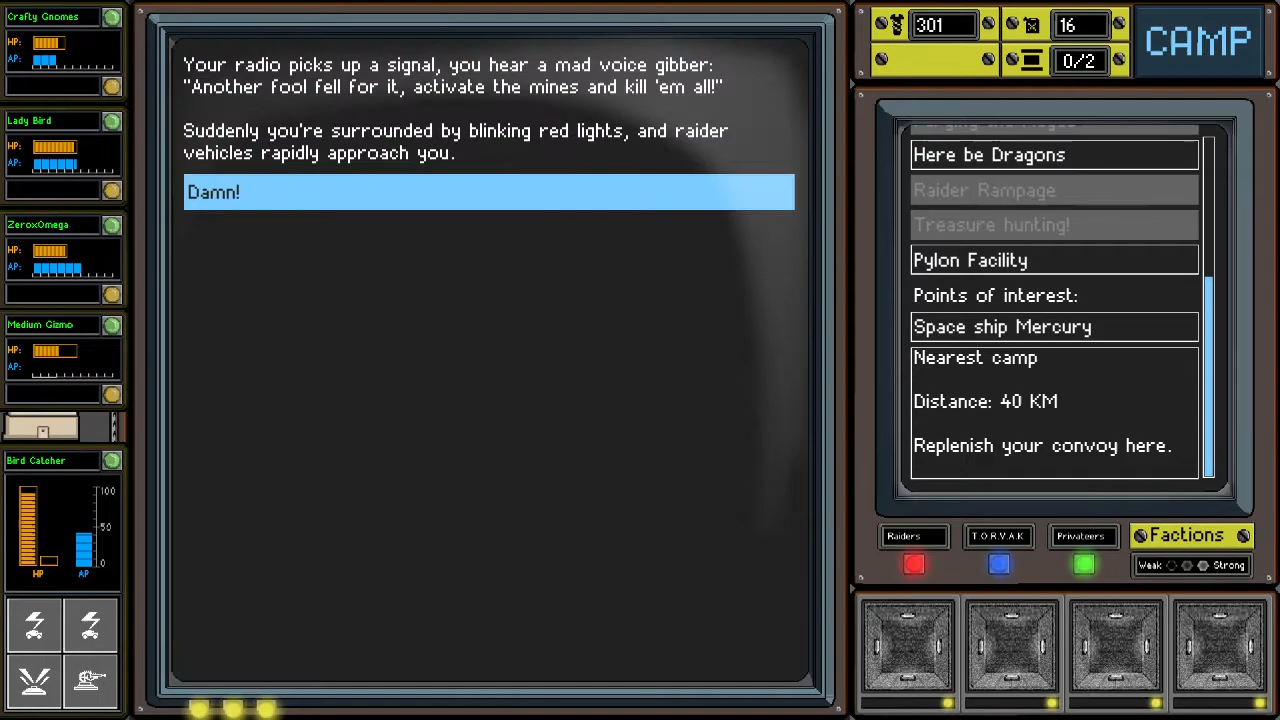 Crafty Gnomes
HP:
AP:
Lady Bird
HP:
AP:
ZeroxOmega
HP:
AP:
Medium Gizmo
HP:
AP:
Bird Catcher
100
50
0
HP
AP
Your radio picks up a signal, you hear a mad voice gibber:
"Another fool fell for it, activate the mines and kill 'em all!"
Suddenly you're surrounded by blinking red lights, and raider
vehicles rapidly approach you.
Damn!
301
16
0/2
CAMP
Here be Dragons
Raider Rampage
Treasure hunting!
Pylon Facility
Points of interest:
Space ship Mercury
Nearest camp
Distance: 40 KM
Replenish your convoy here.
Raiders
T.O.R.V.A.K
Privateers
Factions
Weak
Strong